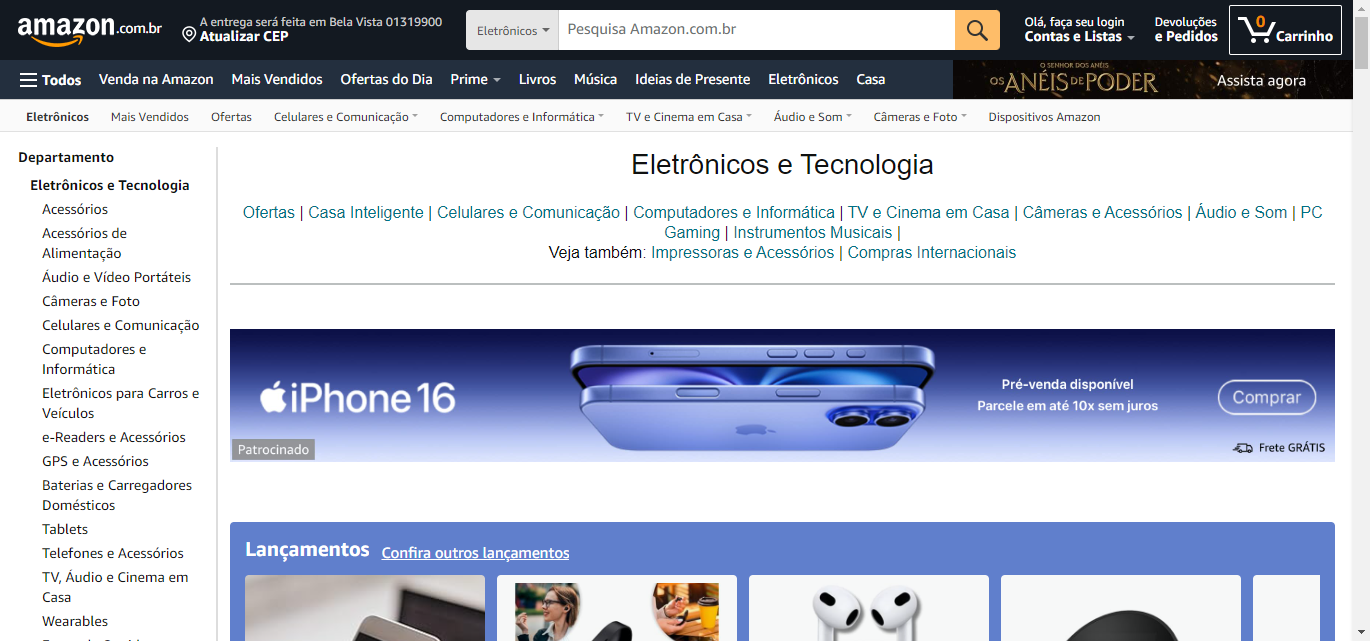 amazon.com.br
A entrega será feita em Bela Vista 01319900
Atualizar CEP
Eletrônicos
Pesquisa Amazon.com.br
Olá, faça seu login
Contas e Listas
Devoluções
e Pedidos
0
Carrinho
Todos
Venda na Amazon
Mais Vendidos
Ofertas do Dia
Prime
Livros
Música
Ideias de Presente
Eletrônicos
Casa
O SENHOR DOS ANÉIS
OS ANÉIS DE PODER
Assista agora
Eletrônicos
Mais Vendidos
Ofertas
Celulares e Comunicação
Computadores e Informática
TV e Cinema em Casa
Áudio e Som
Câmeras e Foto
Dispositivos Amazon
Departamento
Eletrônicos e Tecnologia
Acessórios
Acessórios de
Alimentação
Áudio e Vídeo Portáteis
Câmeras e Foto
Celulares e Comunicação
Computadores e
Informática
Eletrônicos para Carros e
Veículos
e-Readers e Acessórios
GPS e Acessórios
Baterias e Carregadores
Domésticos
Tablets
Telefones e Acessórios
TV, Áudio e Cinema em
Casa
Wearables
Eletrônicos e Tecnologia
Ofertas | Casa Inteligente | Celulares e Comunicação | Computadores e Informática | TV e Cinema em Casa | Câmeras e Acessórios | Áudio e Som | PC
Gaming | Instrumentos Musicais |
Veja também: Impressoras e Acessórios | Compras Internacionais
iPhone 16
Pré-venda disponível
Parcele em até 10x sem juros
Comprar
Patrocinado
Frete GRÁTIS
Lançamentos
Confira outros lançamentos